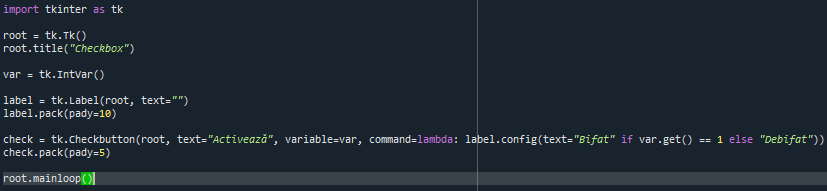 import tkinter as tk
root = tk.Tk()
root.title("Checkbox")
var = tk.IntVar()
label = tk.Label(root, text="")
label.pack(pady=10)
check = tk.Checkbutton(root, text="Activează", variable=var, command=lambda: label.config(text="Bifat" if var.get() == 1 else "Debifat"))
check.pack(pady=5)
root.mainloop()